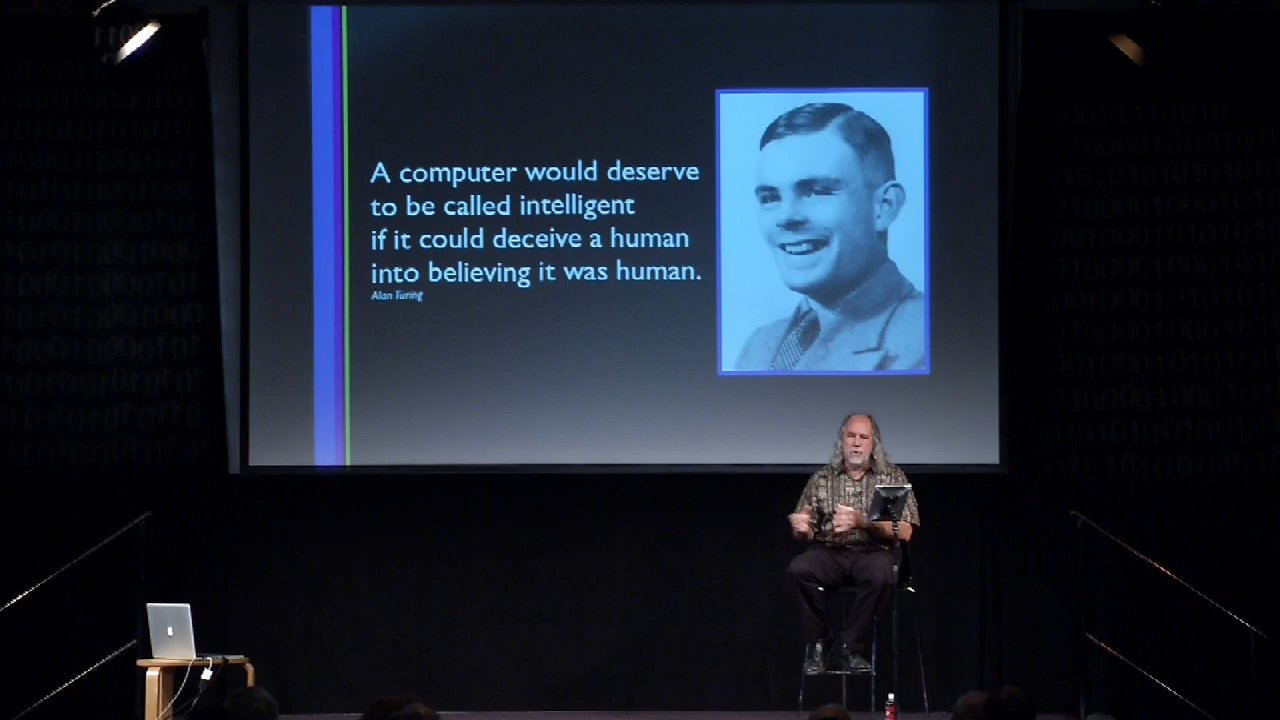 A computer would deserve
to be called intelligent
if it could deceive a human
into believing it was human.
Alan Turing